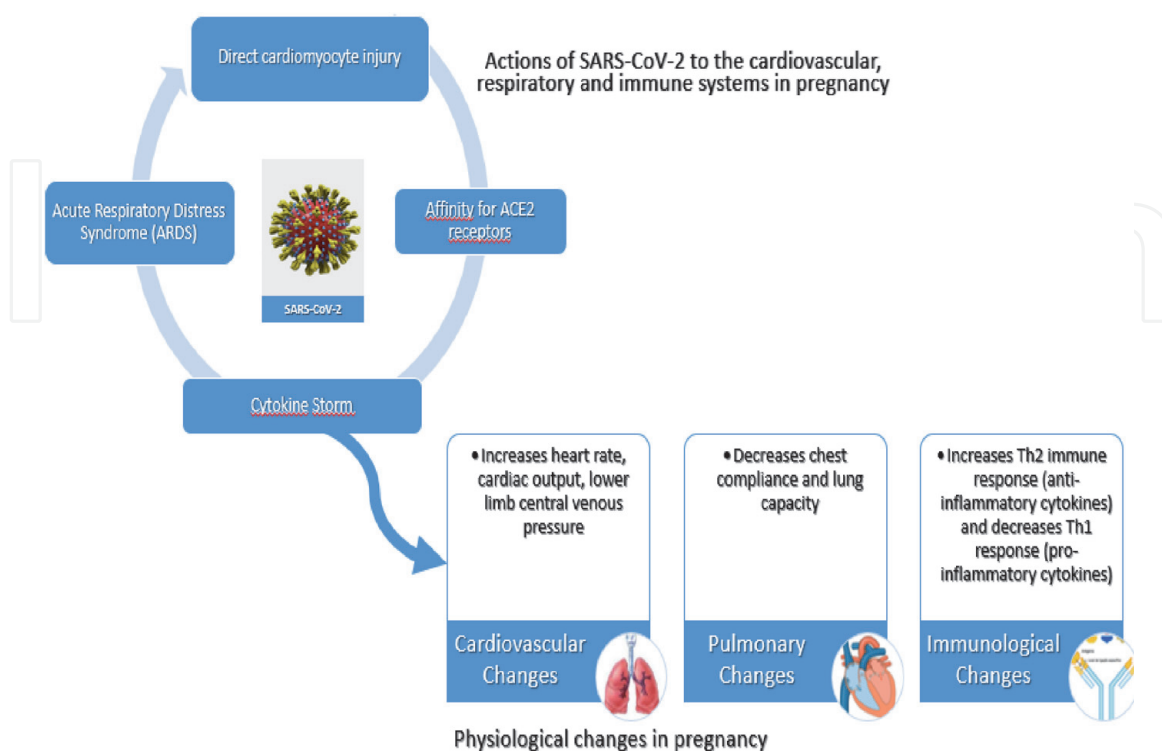 Direct cardiomyocyte injury
Actions of SARS-CoV-2 to the cardiovascular,
respiratory and immune systems in pregnancy
Acute Respiratory Distress
Syndrome (ARDS)
SARS-CoV-2
Affinity for ACE2
receptors
Cytokine Storm
•Increases heart rate,
cardiac output, lower
limb central venous
pressure
Cardiovascular
Changes
•Decreases chest
compliance and lung
capacity
Pulmonary
Changes
•Increases Th2 immune
response (anti-
inflammatory cytokines)
and decreases Th1
response (pro-
inflammatory cytokines)
Immunological
Changes
Physiological changes in pregnancy